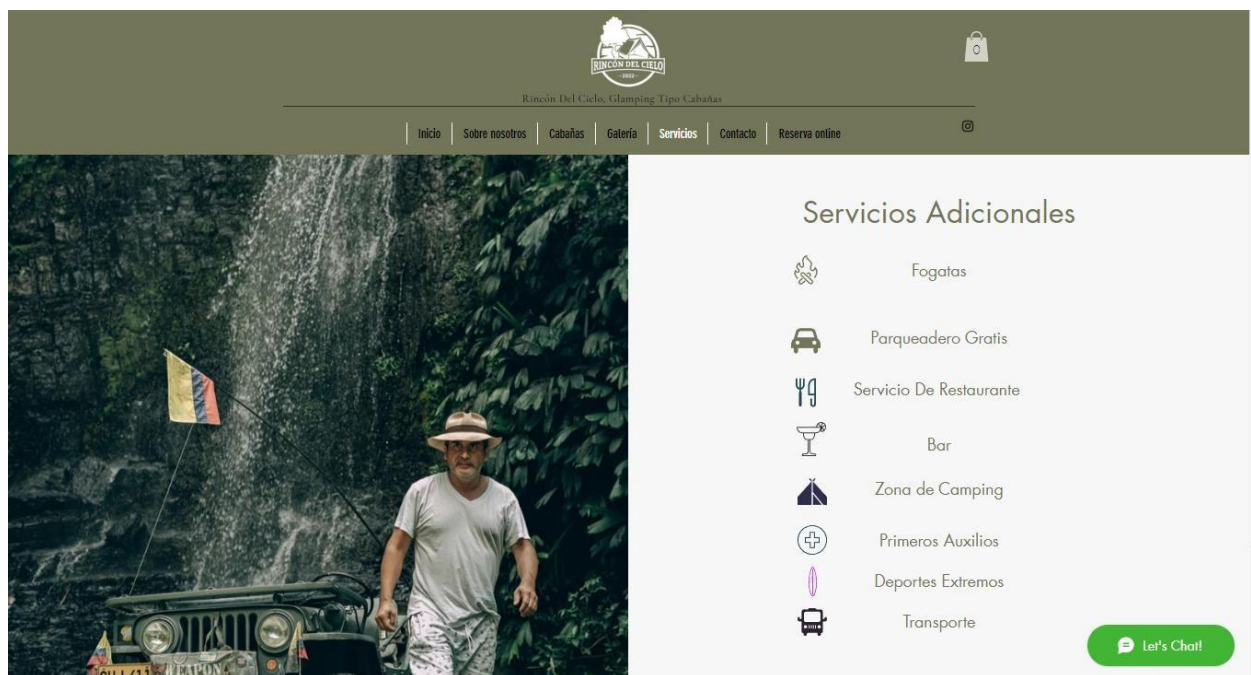 RINCÓN DEL CIELO
-2022-
0
Rincón Del Cielo, Glamping Tipo Cabañas
Inicio Sobre nosotros Cabañas Galería Servicios Contacto Reserva online
Servicios Adicionales
Fogatas
Parqueadero Gratis
Servicio De Restaurante
Bar
Zona de Camping
Primeros Auxilios
Deportes Extremos
Transporte
WEAPON
Let's Chat!